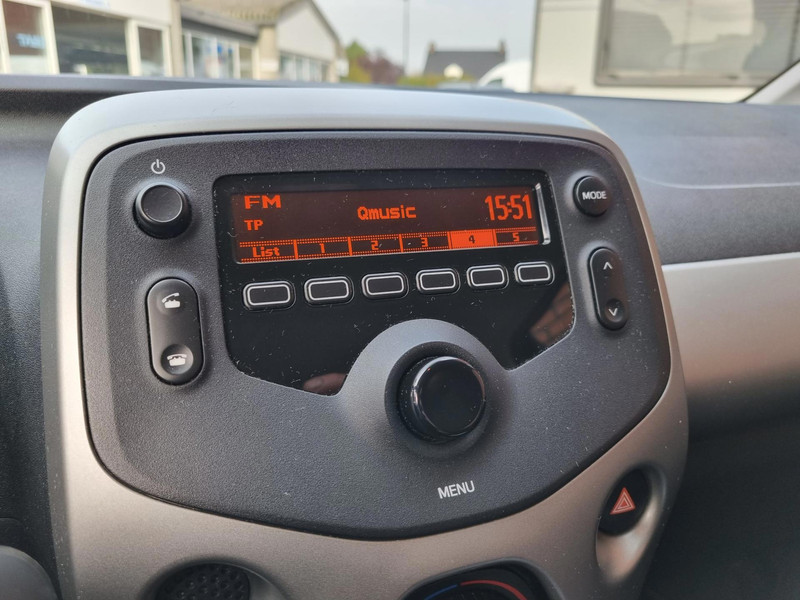 FM
Qmusic
15:51
TP
List 1 2 3 4 5
MODE
MENU